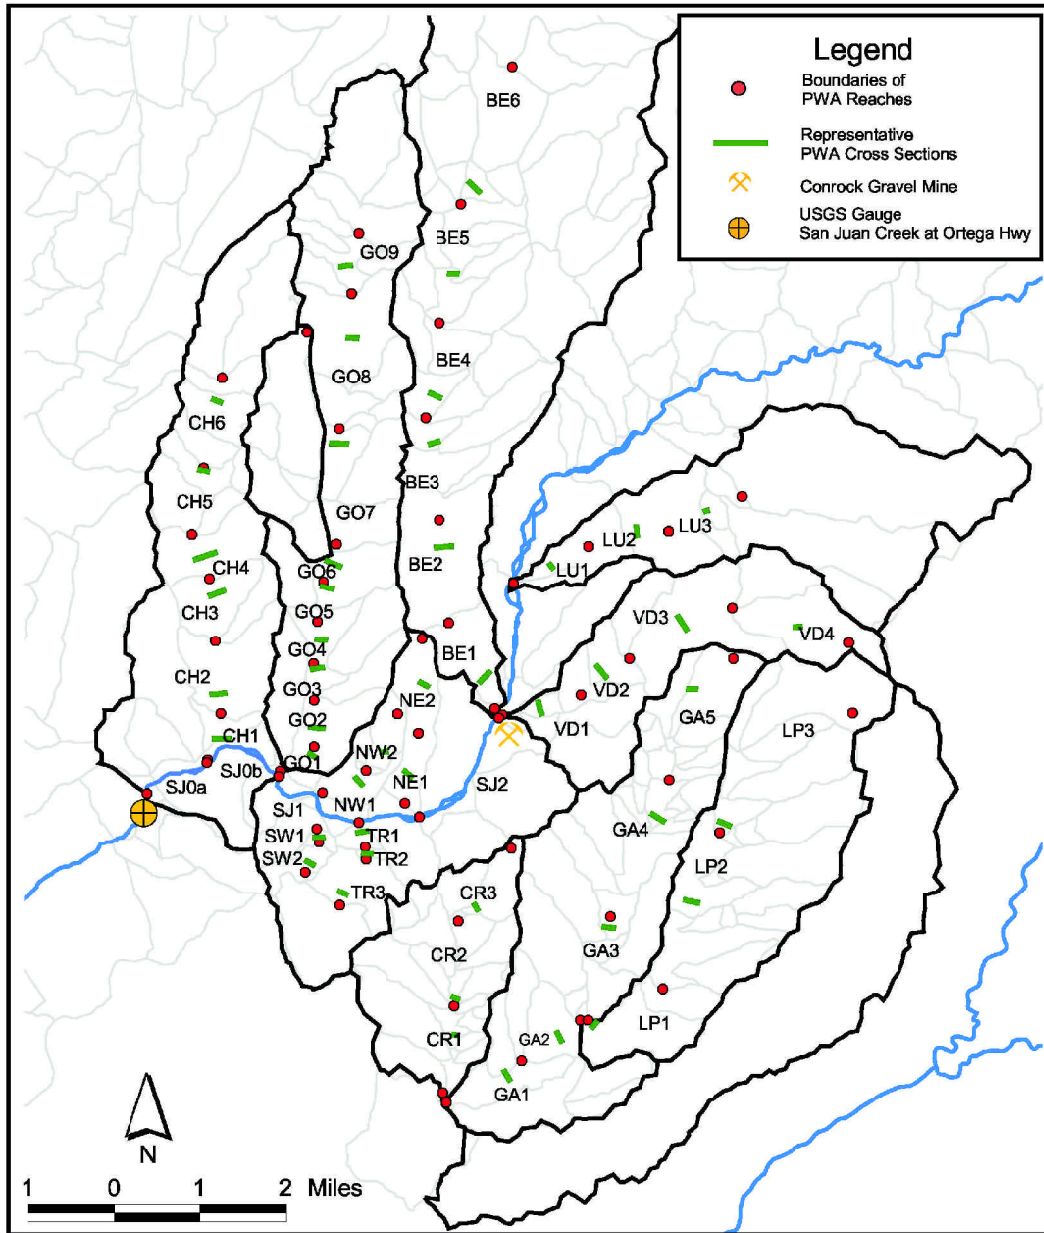 Legend
Boundaries of
PWA Reaches
Representative
PWA Cross Sections
Conrock Gravel Mine
USGS Gauge
San Juan Creek at Ortega Hwy
BE6
BE5
GO9
BE4
GO8
CH6
BE3
CH5
GO7
LU3
LU2
BE2
GO6
LU1
CH4
CH3
GO5
VD3
VD4
GO4
BE1
CH2
GO3
VD2
NE2
GO2
GA5
LP3
VD1
CH1
NW2
GO1
SJ0b
SJ2
SJ0a
NE1
SJ1
NW1
GA4
SW1
TR1
SW2
TR2
LP2
TR3
CR3
GA3
CR2
LP1
CR1
GA2
GA1
N
1 0 1 2 Miles